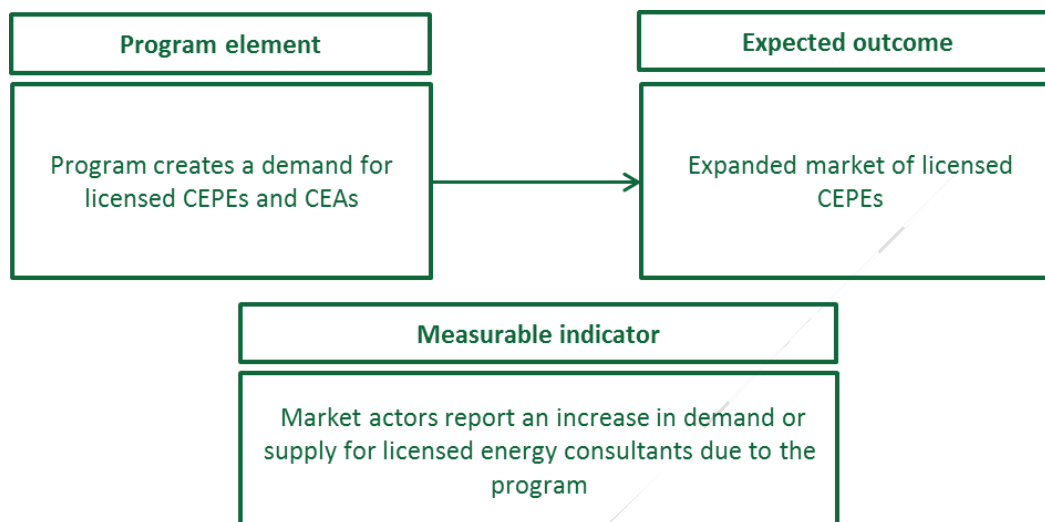 Program element
Expected outcome
Program creates a demand for
licensed CEPEs and CEAs
Expanded market of licensed
CEPEs
Measurable indicator
Market actors report an increase in demand or
supply for licensed energy consultants due to the
program